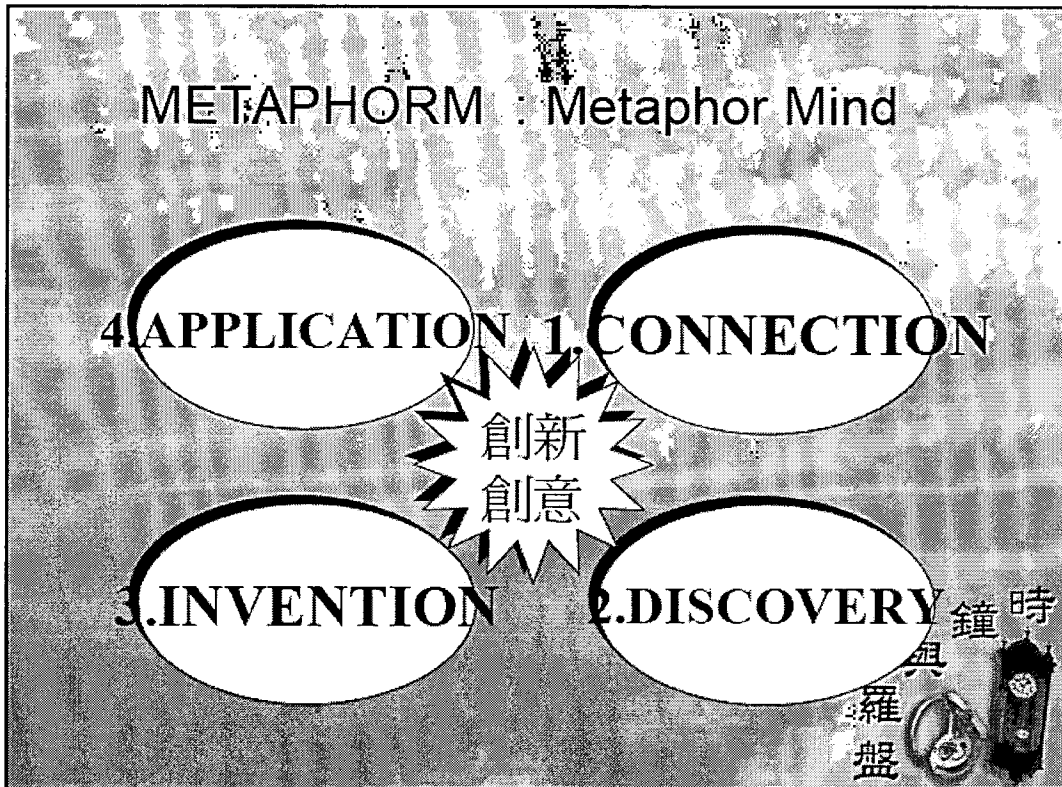 METAPHORM : Metaphor Mind
4.APPLICATION
1.CONNECTION
創新
創意
3.INVENTION
2.DISCOVERY
時鐘與羅盤